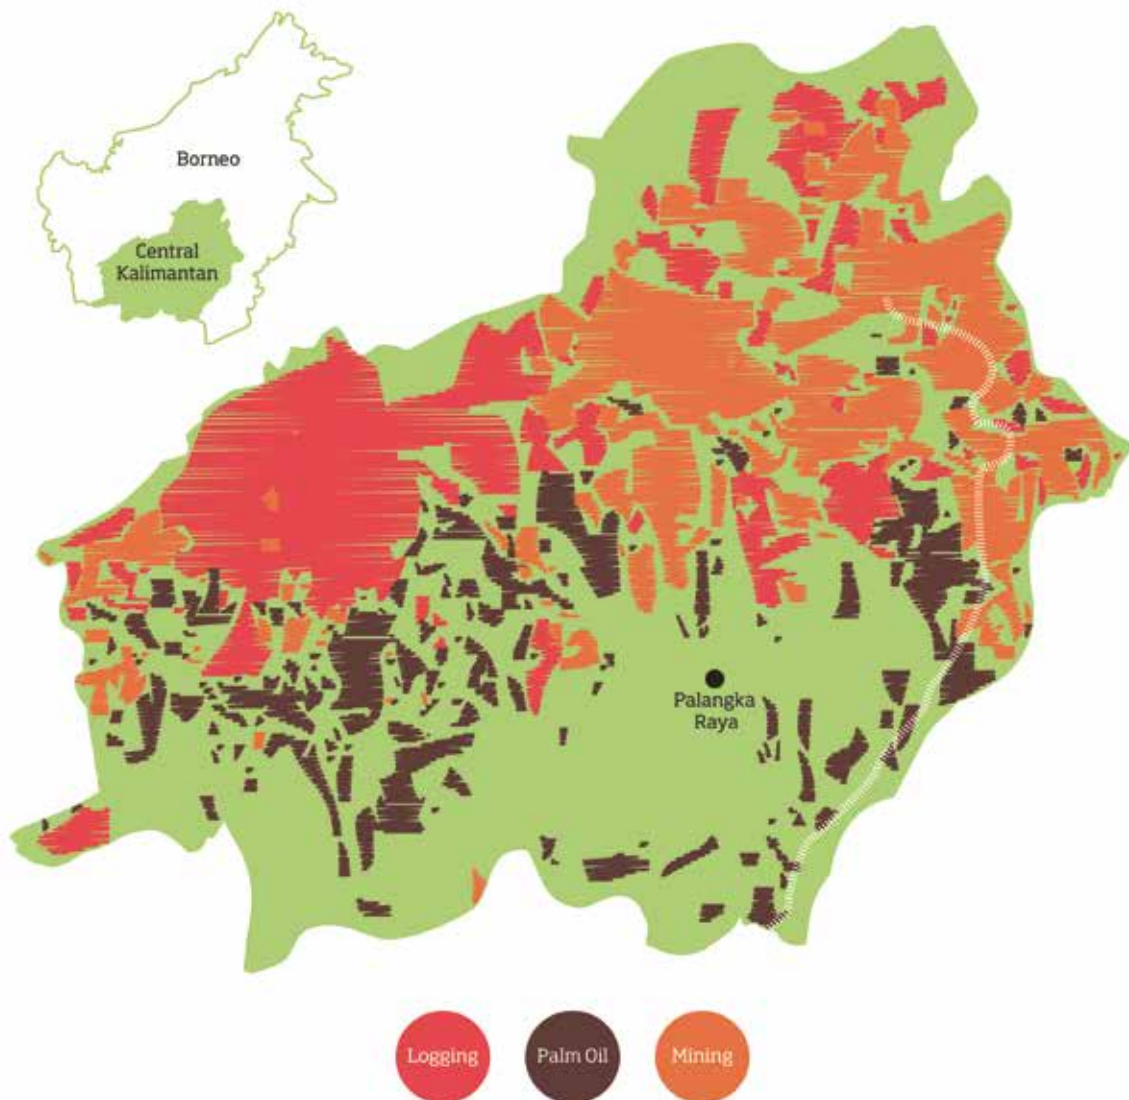 Borneo
Central
Kalimantan
Palangka
Raya
Logging
Palm Oil
Mining